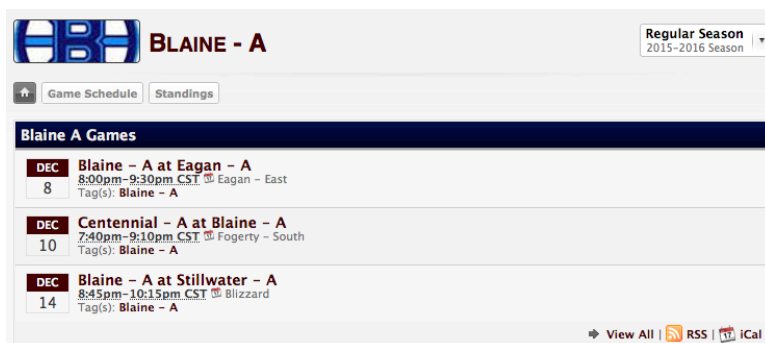 BLAINE - A
Regular Season
2015-2016 Season
Game Schedule Standings
Blaine A Games
DEC
8
Blaine – A at Eagan – A
8:00pm-9:30pm CST Eagan - East
Tag(s): Blaine – A
DEC
10
Centennial – A at Blaine – A
7:40pm-9:10pm CST Fogerty - South
Tag(s): Blaine – A
DEC
14
Blaine – A at Stillwater – A
8:45pm-10:15pm CST Blizzard
Tag(s): Blaine – A
View All | RSS | 17 iCal